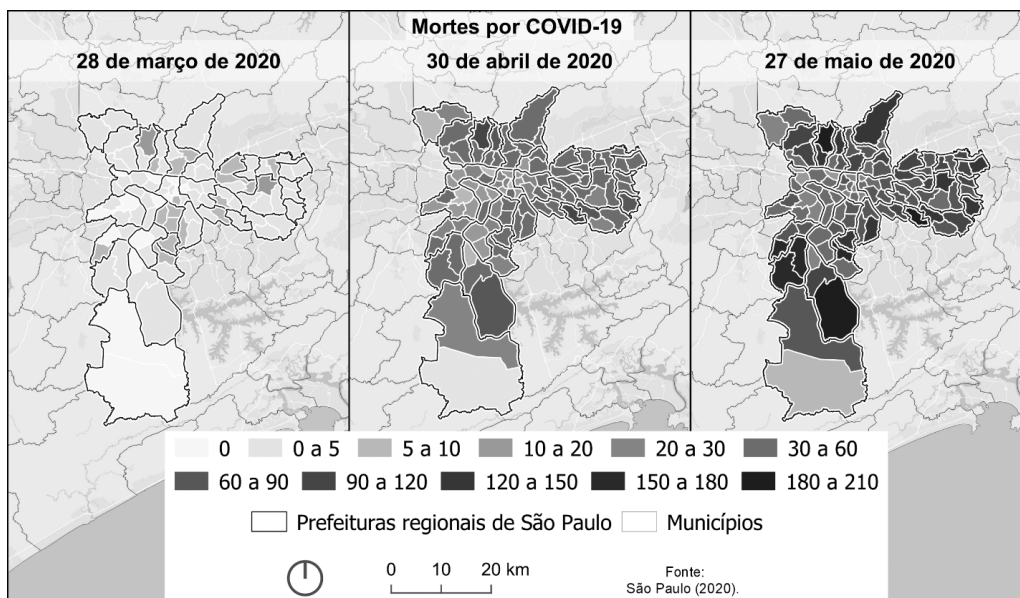 Mortes por COVID-19
28 de março de 2020
30 de abril de 2020
27 de maio de 2020
0
0 a 5
5 a 10
10 a 20
20 a 30
30 a 60
60 a 90
90 a 120
120 a 150
150 a 180
180 a 210
Prefeituras regionais de São Paulo
Municípios
0 10 20 km
Fonte:
São Paulo (2020).